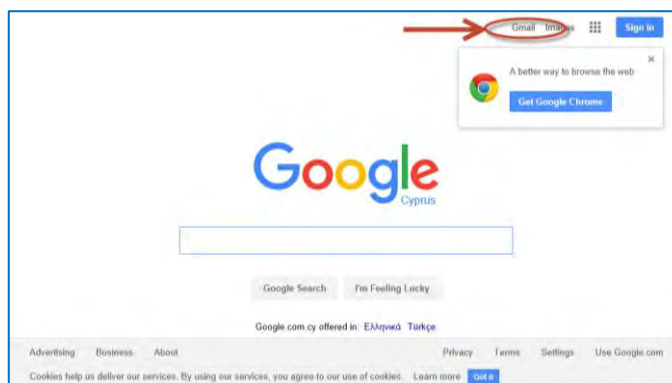 Gmail Images Sign in
A better way to browse the web
Get Google Chrome
Google
Cyprus
Google Search I'm Feeling Lucky
Google.com.cy offered in: Ελληνικά Türkçe
Advertising Business About Privacy Terms Settings Use Google.com
Cookies help us deliver our services. By using our services, you agree to our use of cookies. Learn more Got it